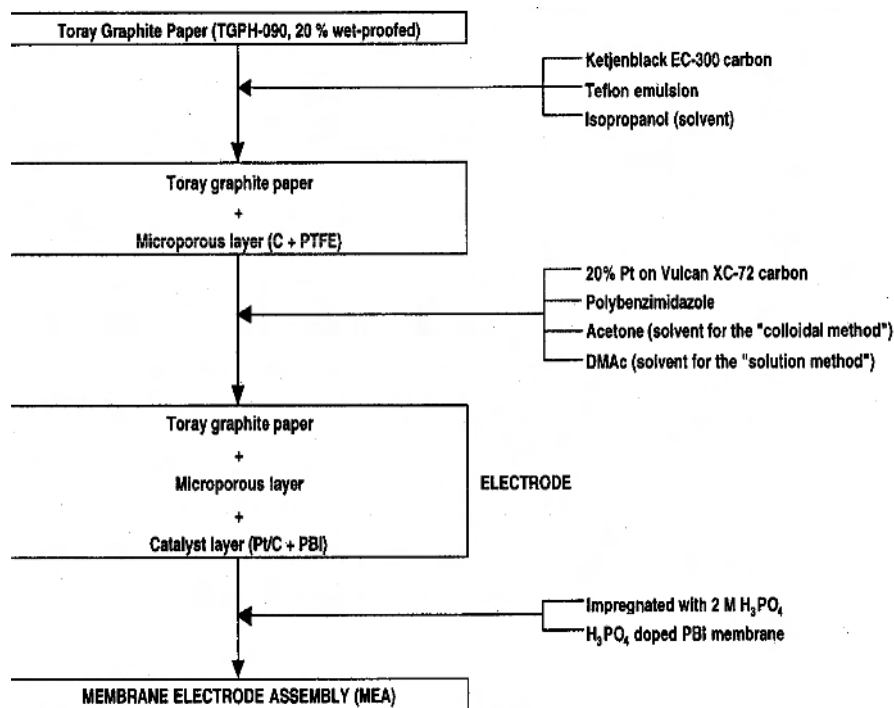 Toray Graphite Paper (TGPH-090, 20 % wet-proofed)
Ketjenblack EC-300 carbon
Teflon emulsion
Isopropanol (solvent)
Toray graphite paper
+
Microporous layer (C + PTFE)
20% Pt on Vulcan XC-72 carbon
Polybenzimidazole
Acetone (solvent for the "colloidal method")
DMAc (solvent for the "solution method")
Toray graphite paper
+
Microporous layer
+
Catalyst layer (Pt/C + PBI)
ELECTRODE
Impregnated with 2 M H₃PO₄
H₃PO₄ doped PBI membrane
MEMBRANE ELECTRODE ASSEMBLY (MEA)